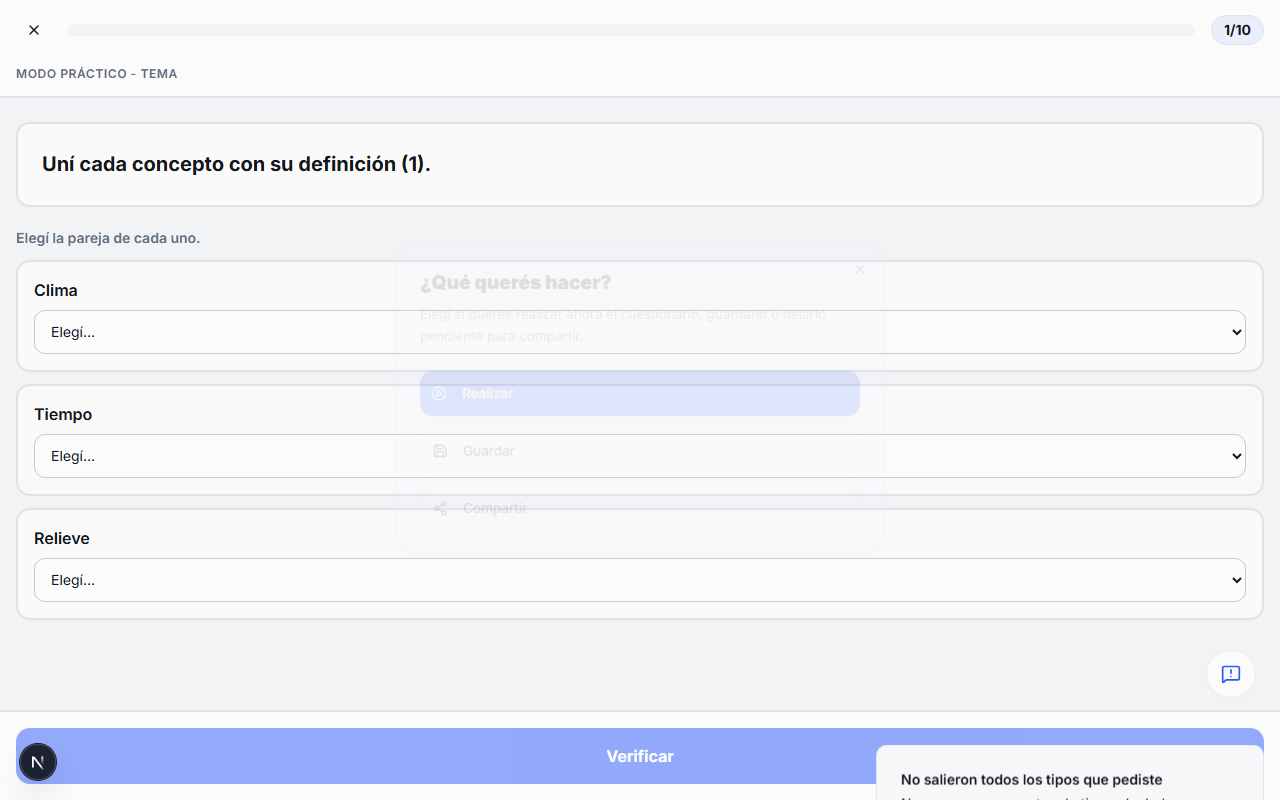 1/10
MODO PRÁCTICO - TEMA
Uní cada concepto con su definición (1).
Elegí la pareja de cada uno.
¿Qué querés hacer?
Clima
Elegí si querés realizar ahora el cuestionario, guardarlo o dejarlo
Elegí...
pendiente para compartir.
Realizar
Tiempo
Guardar
Elegí...
Compartir
Relieve
Elegí...
Verificar
N
No salieron todos los tipos que pediste